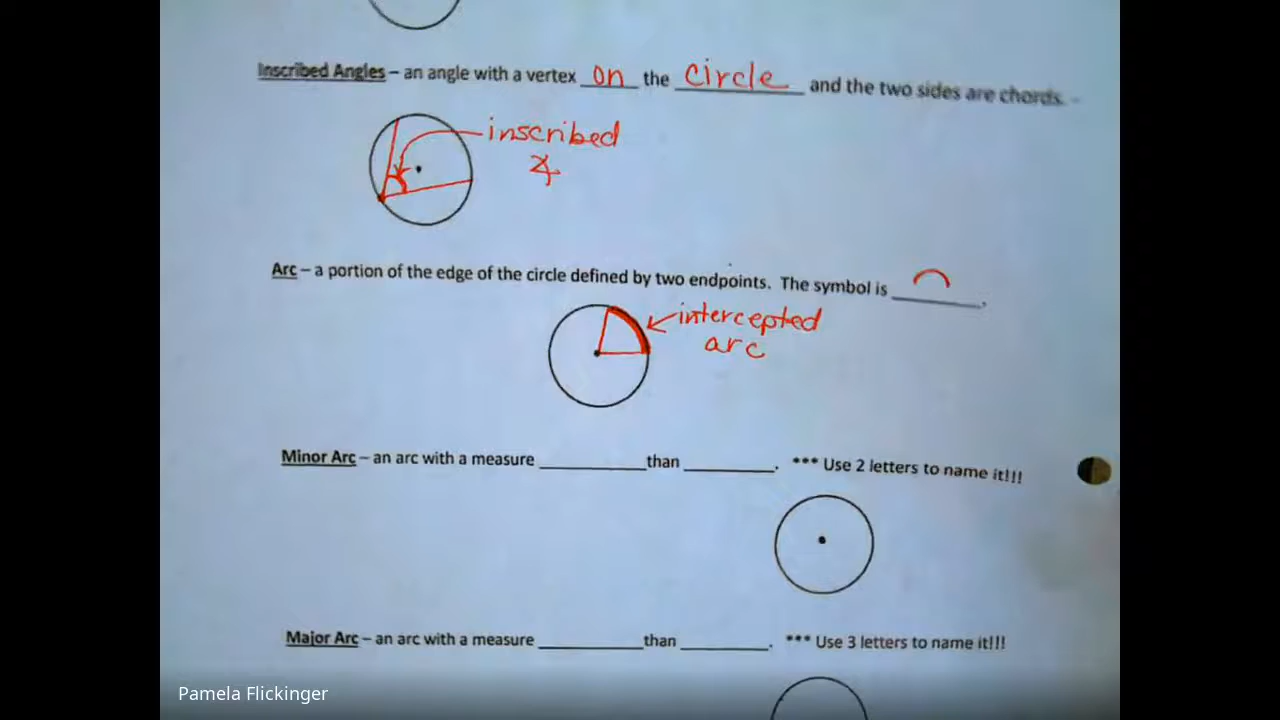 Inscribed Angles – an angle with a vertex on the circle and the two sides are chords. -
inscribed
∡
Arc – a portion of the edge of the circle defined by two endpoints. The symbol is ⌒.
intercepted
arc
Minor Arc – an arc with a measure __________ than _________. *** Use 2 letters to name it!!!
Major Arc – an arc with a measure __________ than _________. *** Use 3 letters to name it!!!
Pamela Flickinger